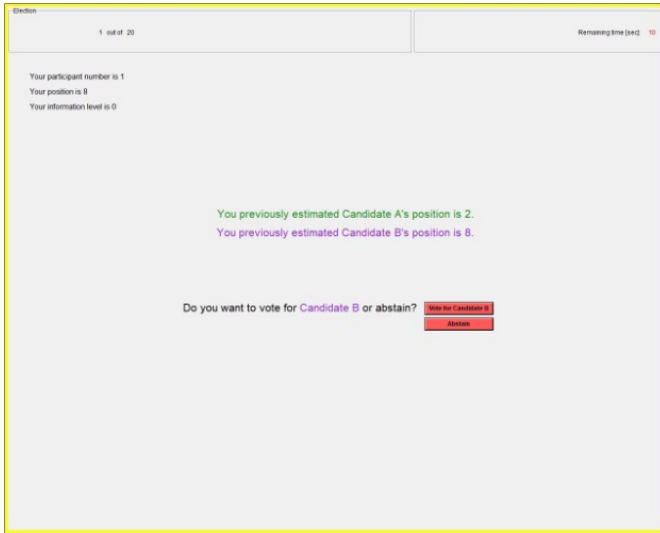 Election
1 out of 20
Remaining time [sec] 10
Your participant number is 1
Your position is 8
Your information level is 0
You previously estimated Candidate A's position is 2.
You previously estimated Candidate B's position is 8.
Do you want to vote for Candidate B or abstain? Vote for Candidate B
Abstain